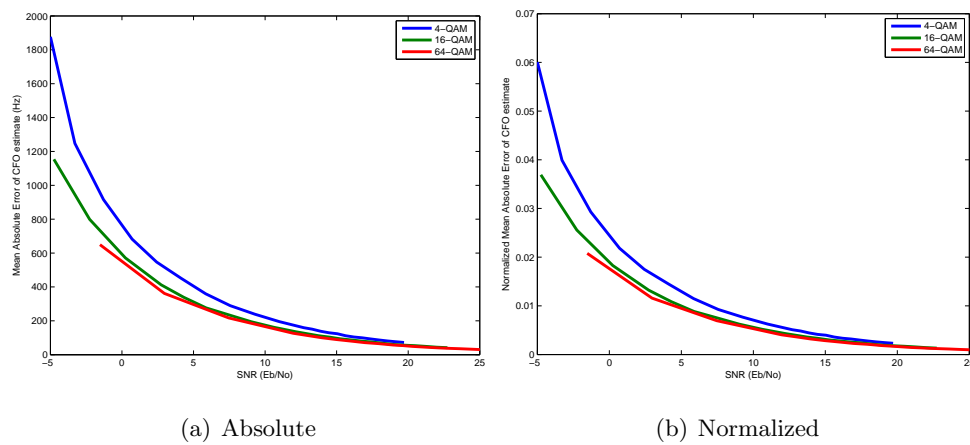 2000
1800
1600
1400
1200
1000
800
600
400
200
0
−5
0
5
10
15
20
25
Mean Absolute Error of CFO estimate (Hz)
SNR (Eb/No)
4−QAM
16−QAM
64−QAM
0.07
0.06
0.05
0.04
0.03
0.02
0.01
0
−5
0
5
10
15
20
25
Normalized Mean Absolute Error of CFO estimate
SNR (Eb/No)
4−QAM
16−QAM
64−QAM
(a) Absolute
(b) Normalized